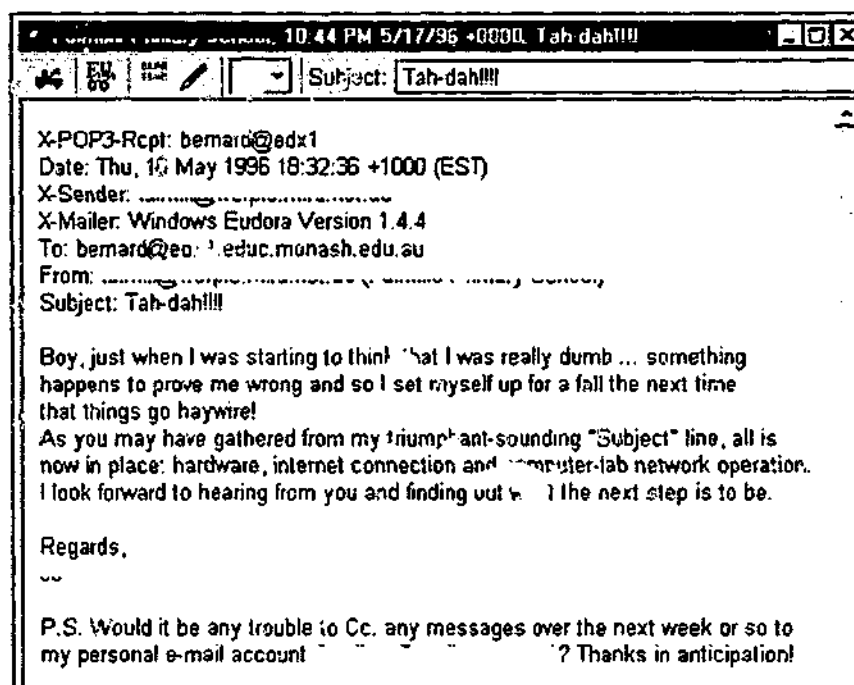 School, 10:44 PM 5/17/96 +0000, Tah-dah!!!!
Subject: Tah-dah!!!!
X-POP3-Rcpt: bernard@edx1
Date: Thu, May 1996 18:32:36 +1000 (EST)
X-Sender:
X-Mailer: Windows Eudora Version 1.4.4
To:
From:
Subject: Tah-dah!!!!
Boy, just when I was starting to think that I was really dumb ... something
happens to prove me wrong and so I set myself up for a fall the next time
that things go haywire!
As you may have gathered from my triumphant-sounding "Subject" line, all is
now in place: hardware, internet connection and computer-lab network operation.
I look forward to hearing from you and finding out the next step is to be.
Regards,
P.S. Would it be any trouble to Cc. any messages over the next week or so to
my personal e-mail account ? Thanks in anticipation!